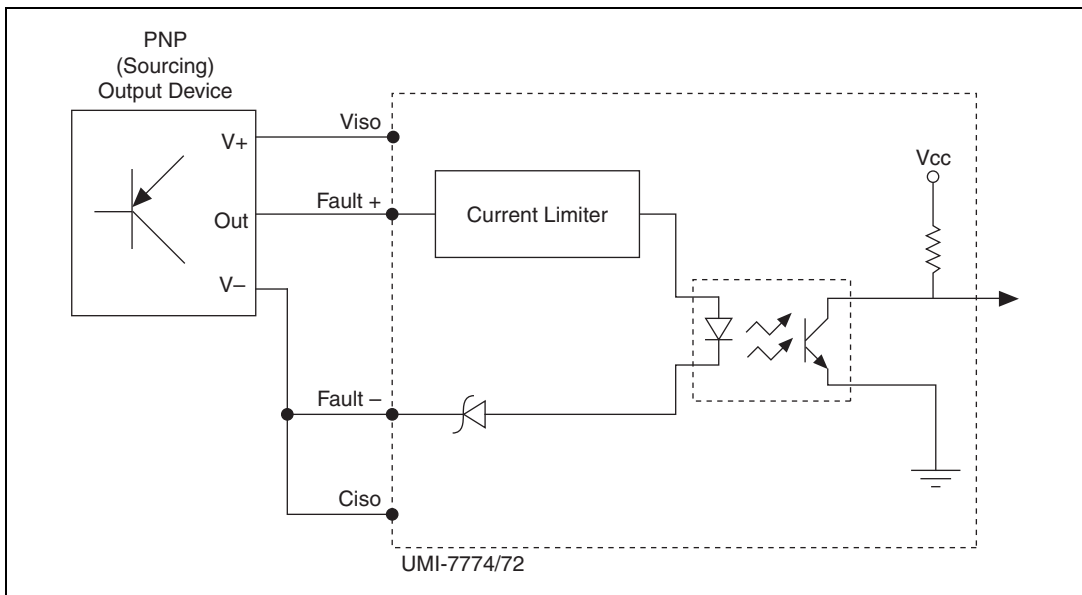 PNP
(Sourcing)
Output Device
V+
Out
V–
Viso
Fault +
Fault –
Ciso
Current Limiter
Vcc
UMI-7774/72